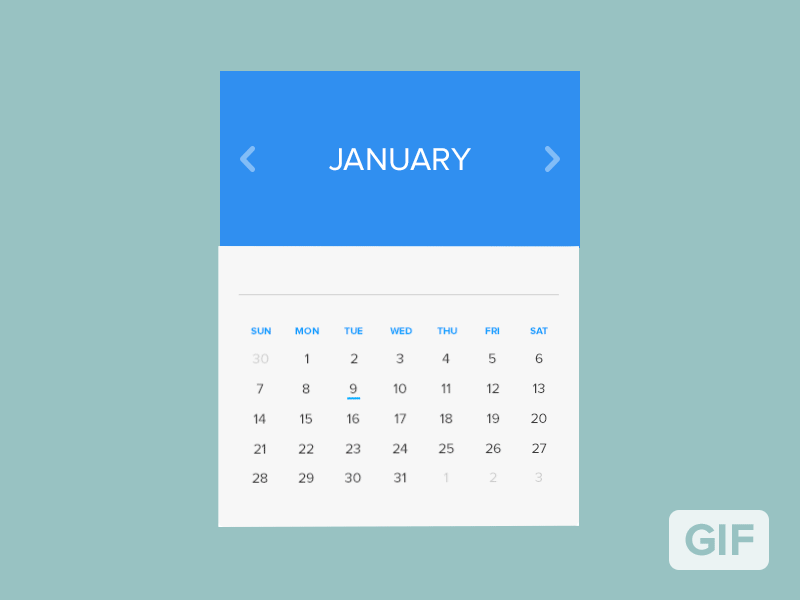 JANUARY
SUN MON TUE WED THU FRI SAT
30 1 2 3 4 5 6
7 8 9 10 11 12 13
14 15 16 17 18 19 20
21 22 23 24 25 26 27
28 29 30 31 1 2 3
GIF